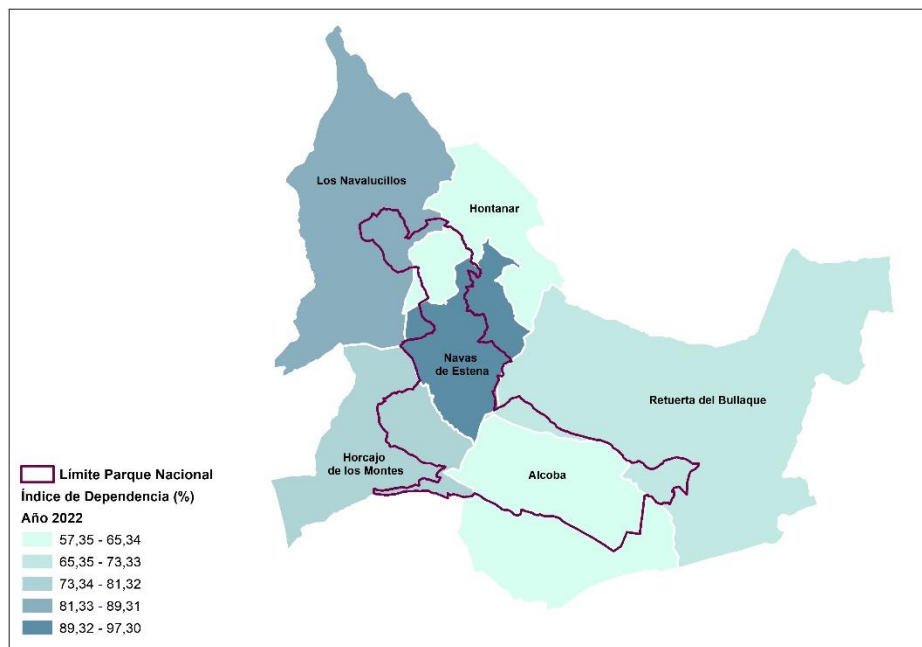 Los Navalucillos
Hontanar
Navas
de Estena
Retuerta del Bullaque
Horcajo
de los Montes
Alcoba
Límite Parque Nacional
Índice de Dependencia (%)
Año 2022
57,35 - 65,34
65,35 - 73,33
73,34 - 81,32
81,33 - 89,31
89,32 - 97,30